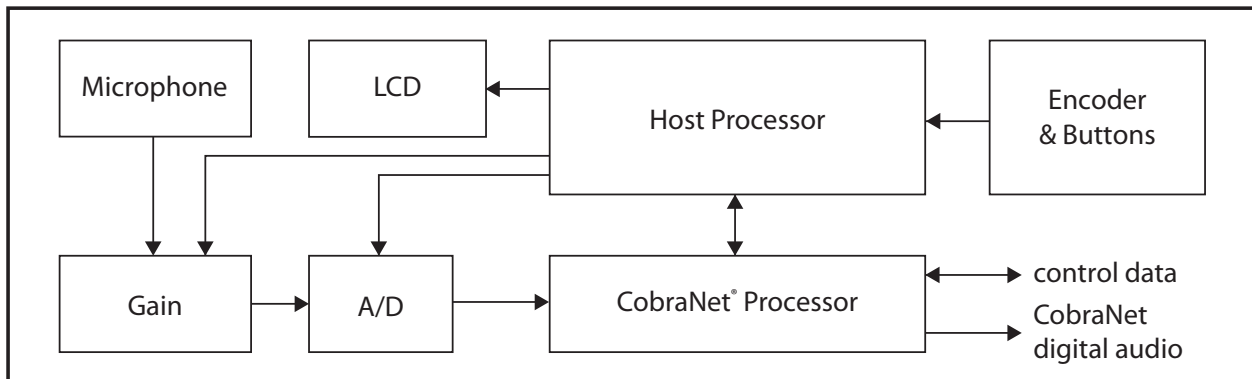 Microphone
LCD
Host Processor
Encoder
& Buttons
Gain
A/D
CobraNet® Processor
control data
CobraNet
digital audio